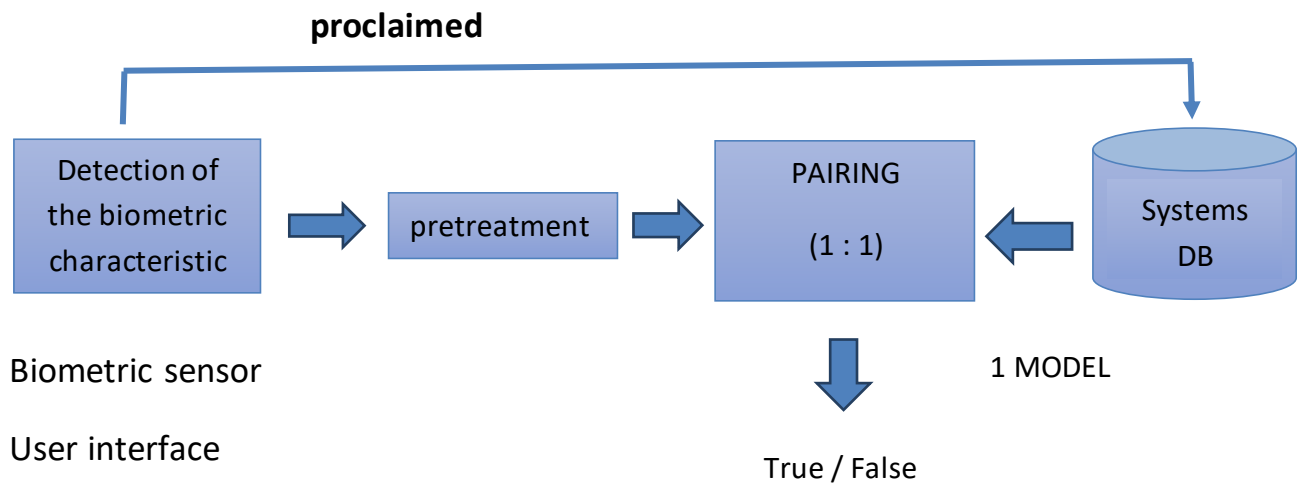 proclaimed
Detection of
the biometric
characteristic
pretreatment
PAIRING
(1 : 1)
Systems
DB
Biometric sensor
1 MODEL
User interface
True / False